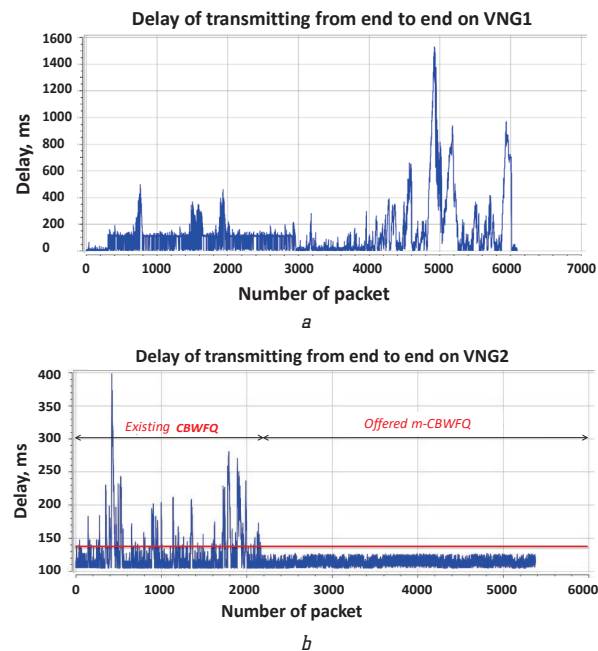 Delay of transmitting from end to end on VNG1
Delay, ms
1600
1400
1200
1000
800
600
400
200
0
0 1000 2000 3000 4000 5000 6000 7000
Number of packet
a
Delay of transmitting from end to end on VNG2
Delay, ms
400
350
300
250
200
150
100
Existing CBWFQ
Offered m-CBWFQ
0 1000 2000 3000 4000 5000 6000
Number of packet
b